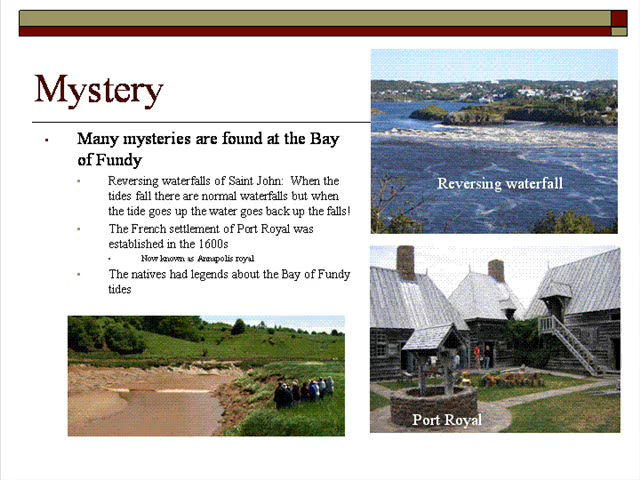 Mystery
Many mysteries are found at the Bay
of Fundy
Reversing waterfalls of Saint John: When the
tides fall there are normal waterfalls but when
the tide goes up the water goes back up the falls!
The French settlement of Port Royal was
established in the 1600s
Now known as Annapolis royal
The natives had legends about the Bay of Fundy
tides
Reversing waterfall
Port Royal